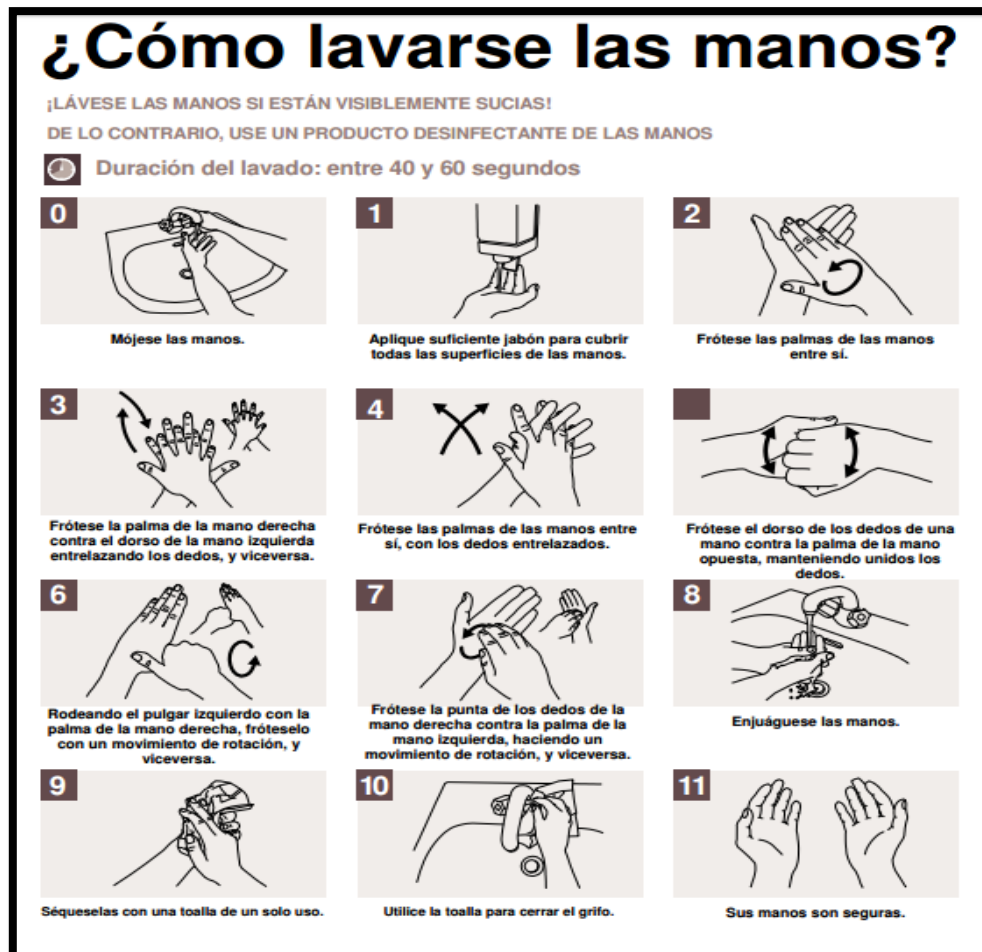 ¿Cómo lavarse las manos?
¡LÁVESE LAS MANOS SI ESTÁN VISIBLEMENTE SUCIAS!
DE LO CONTRARIO, USE UN PRODUCTO DESINFECTANTE DE LAS MANOS
Duración del lavado: entre 40 y 60 segundos
0
Mójese las manos.
1
Aplique suficiente jabón para cubrir
todas las superficies de las manos.
2
Frótese las palmas de las manos
entre sí.
3
Frótese la palma de la mano derecha
contra el dorso de la mano izquierda
entrelazando los dedos, y viceversa.
4
Frótese las palmas de las manos entre
sí, con los dedos entrelazados.
Frótese el dorso de los dedos de una
mano contra la palma de la mano
opuesta, manteniendo unidos los
dedos.
6
Rodeando el pulgar izquierdo con la
palma de la mano derecha, fróteselo
con un movimiento de rotación, y
viceversa.
7
Frótese la punta de los dedos de la
mano derecha contra la palma de la
mano izquierda, haciendo un
movimiento de rotación, y viceversa.
8
Enjuáguese las manos.
9
Séqueselas con una toalla de un solo uso.
10
Utilice la toalla para cerrar el grifo.
11
Sus manos son seguras.